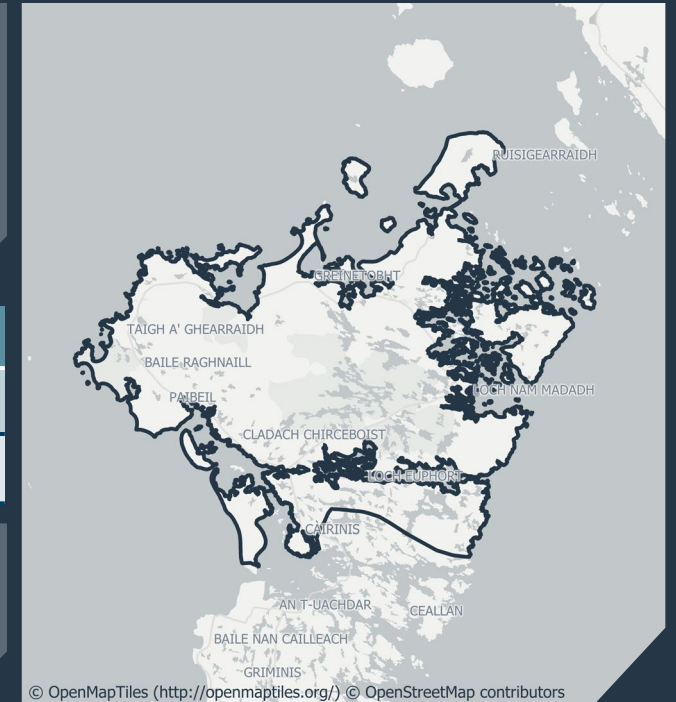 RUISIGEARRAIDH
GREINETOBHT
TAIGH A' GHEARRAIDH
BAILE RAGHNAILL
PAIBEIL
LOCH NAM MADADH
CLADACH CHIRCEBOIST
LOCH EUPHORT
CAIRINIS
AN T-UACHDAR
CEALLAN
BAILE NAN CAILLEACH
GRIMINIS
© OpenMapTiles (http://openmaptiles.org/) © OpenStreetMap contributors